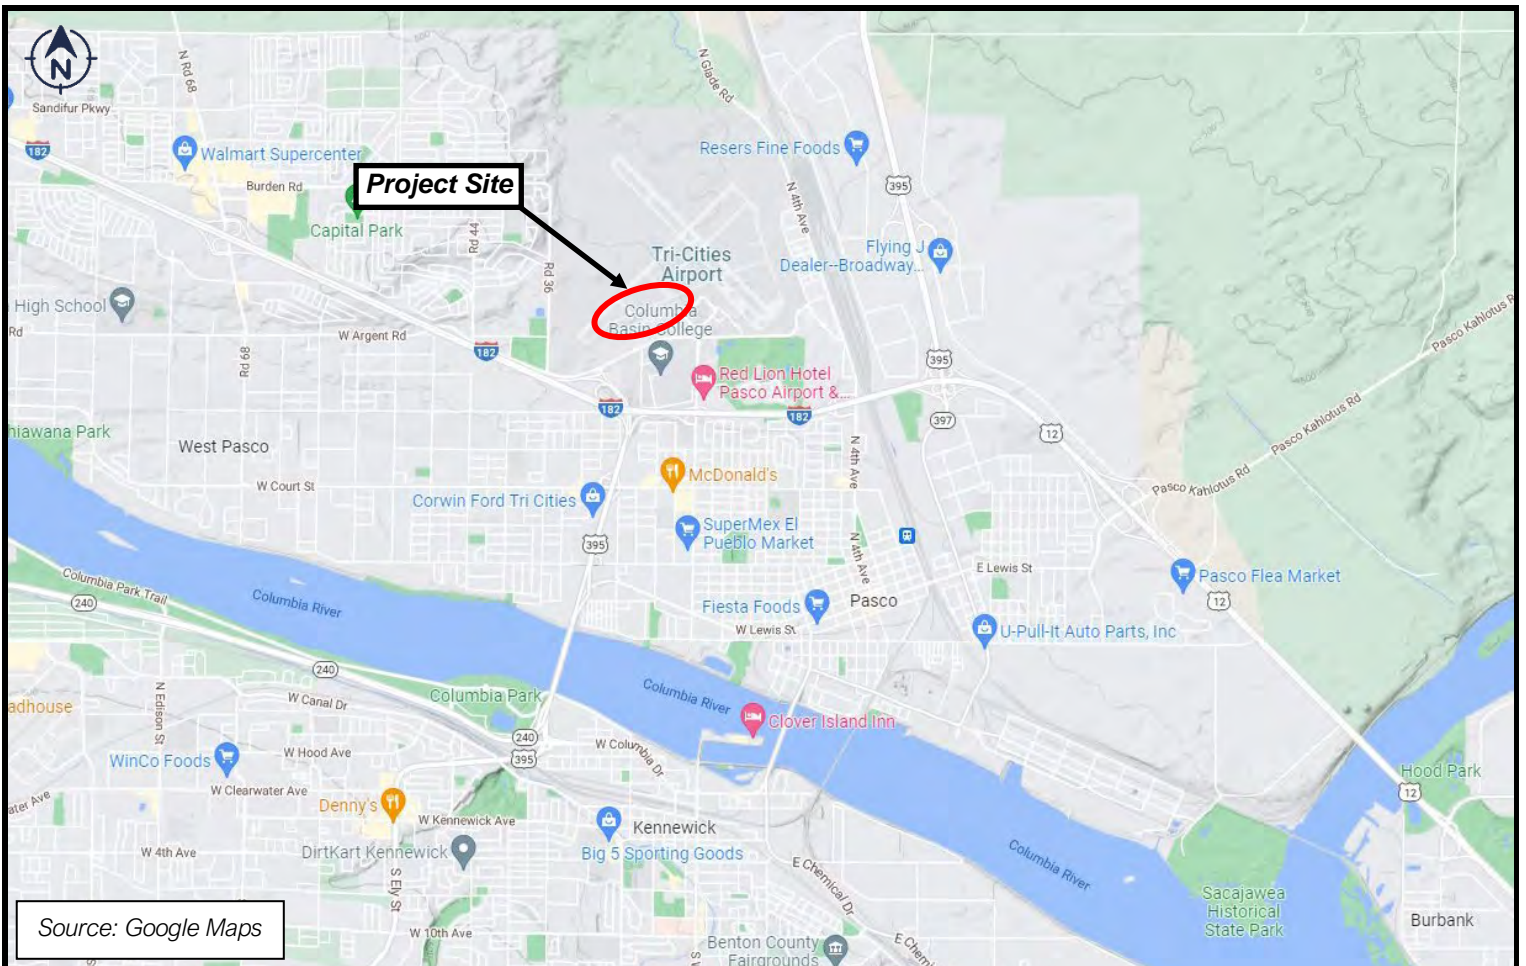 N
N Rd 68
Sandifur Pkwy
182
Walmart Supercenter
Burden Rd
Project Site
Capital Park
Rd 44
Rd 36
N Glade Rd
Resers Fine Foods
395
N 4th Ave
Tri-Cities
Airport
Flying J
Dealer--Broadway...
High School
Rd
Columbia
Basin College
W Argent Rd
182
Rd 68
395
Pasco Kahlotus R
Red Lion Hotel
Pasco Airport &...
182
182
397
12
Pasco Kahlotus Rd
hiawana Park
West Pasco
N 4th Ave
W Court St
McDonald's
Corwin Ford Tri Cities
Pasco Kahlotus Rd
SuperMex El
Pueblo Market
395
N 4th Ave
E Lewis St
Pasco Flea Market
Columbia Park Trail
240
Columbia River
Fiesta Foods
Pasco
12
W Lewis St
U-Pull-It Auto Parts, Inc
240
N Edison St
W Canal Dr
Columbia Park
Columbia River
adhouse
Clover Island Inn
240
395
W Columbia Dr
W Hood Ave
WinCo Foods
Hood Park
12
W Clearwater Ave
ater Ave
Denny's
W Kennewick Ave
Kennewick
W 4th Ave
DirtKart Kennewick
Big 5 Sporting Goods
Columbia River
E Chemical Dr
S Ely St
Sacajawea
Historical
State Park
Burbank
Source: Google Maps
W 10th Ave
Benton County
Fairgrounds
E Chemi
S V